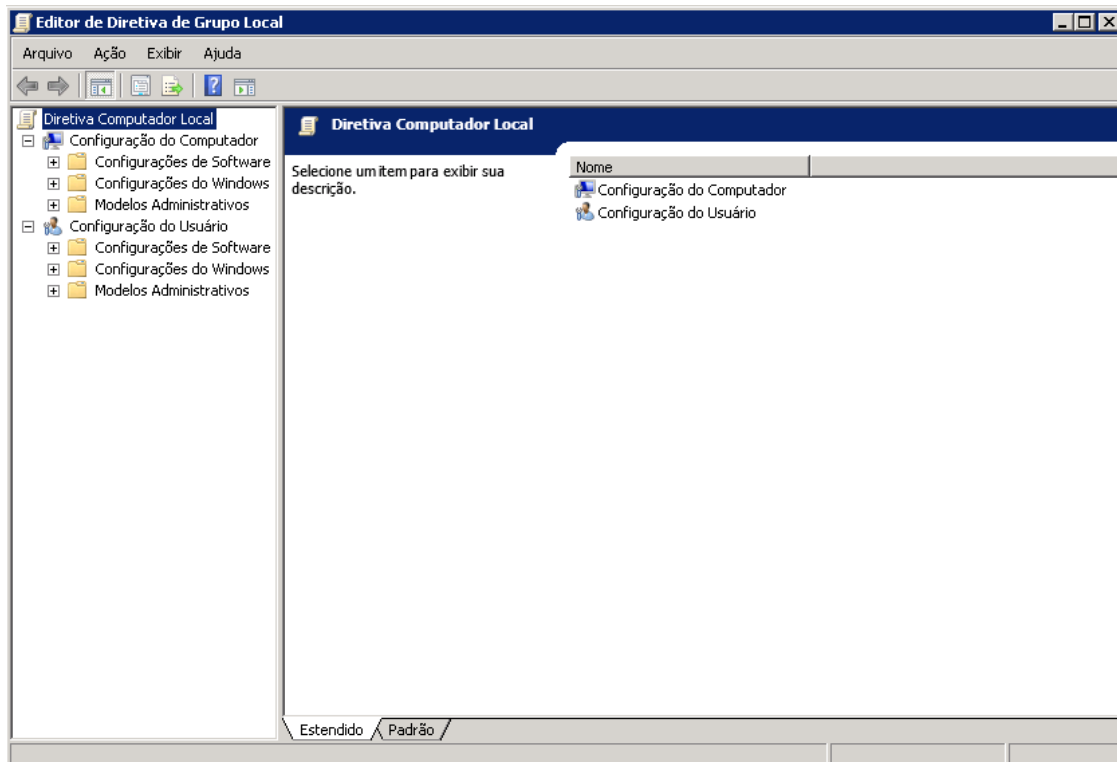 Editor de Diretiva de Grupo Local
Arquivo Ação Exibir Ajuda
Diretiva Computador Local
Configuração do Computador
Configurações de Software
Configurações do Windows
Modelos Administrativos
Configuração do Usuário
Configurações de Software
Configurações do Windows
Modelos Administrativos
Diretiva Computador Local
Selecione um item para exibir sua
descrição.
Nome
Configuração do Computador
Configuração do Usuário
Estendido Padrão